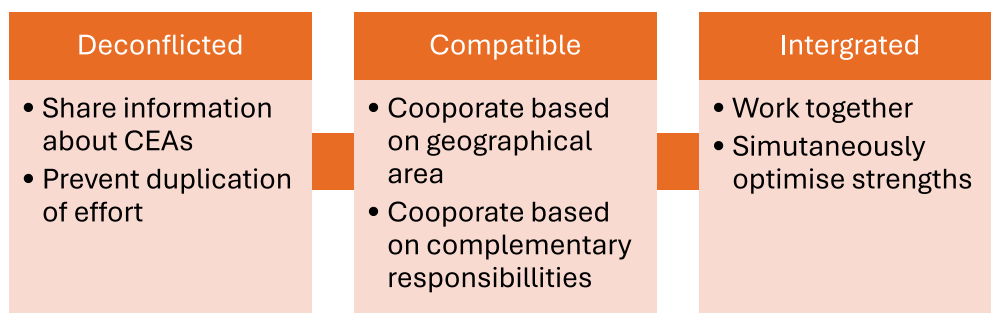 Deconflicted
• Share information
about CEAs
• Prevent duplication
of effort
Compatible
• Cooporate based
on geographical
area
• Cooporate based
on complementary
responsibillities
Intergrated
• Work together
• Simutaneously
optimise strengths